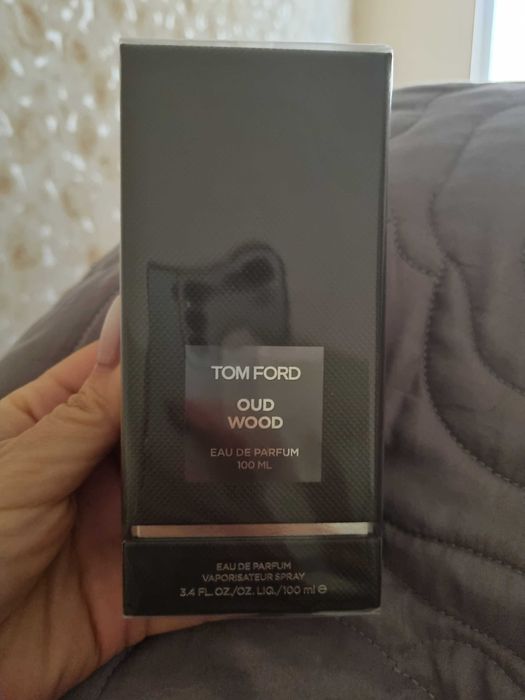 TOM FORD
OUD
WOOD
EAU DE PARFUM
100 ML
EAU DE PARFUM
VAPORISATEUR SPRAY
3.4 FL.OZ./OZ. LIQ./100 ml e